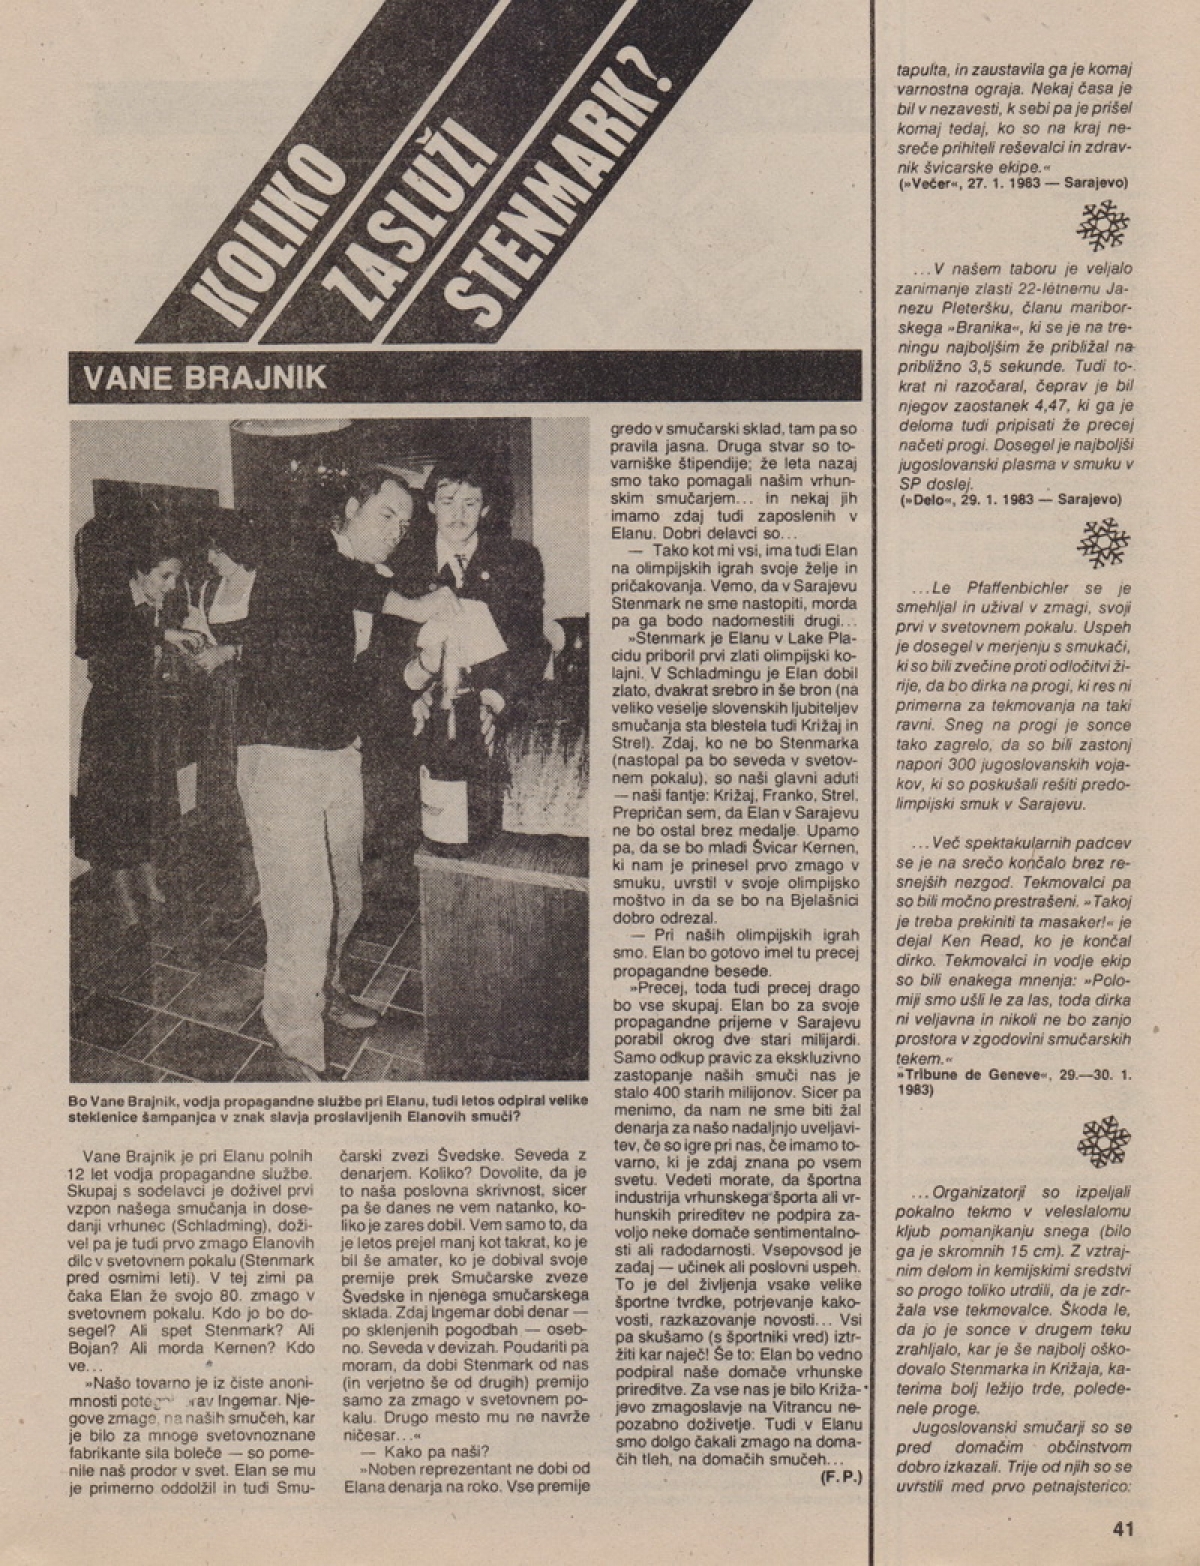 KOLIKO
ZASLUŽI
STENMARK?
VANE BRAJNIK
Bo Vane Brajnik, vodja propagandne službe pri Elanu, tudi letos odpiral velike
steklenice šampanjca v znak slavja proslavljenih Elanovih smuči?
Vane Brajnik je pri Elanu polnih
12 let vodja propagandne službe.
Skupaj s sodelavci je doživel prvi
vzpon našega smučanja in dose-
danji vrhunec (Schladming), doži-
vel pa je tudi prvo zmago Elanovih
dilc v svetovnem pokalu (Stenmark
pred osmimi leti). V tej zimi pa
čaka Elan že svojo 80. zmago v
svetovnem pokalu. Kdo jo bo do-
segel? Ali spet Stenmark? Ali
Bojan? Ali morda Kernen? Kdo
ve...
»Našo tovarno je iz čiste anoni-
mnosti Ingemar. Nje-
gove zmage, na naših smučeh, kar
je bilo za mnoge svetovnoznane
fabrikante sila boleče — so pome-
nile naš prodor v svet. Elan se mu
je primerno oddolžil in tudi Smu-
čarski zvezi Švedske. Seveda z
denarjem. Koliko? Dovolite, da je
to naša poslovna skrivnost, sicer
pa še danes ne vem natanko, ko-
liko je zares dobil. Vem samo to, da
je letos prejel manj kot takrat, ko je
bil še amater, ko je dobival svoje
premije prek Smučarske zveze
Švedske in njenega smučarskega
sklada. Zdaj Ingemar dobi denar —
po sklenjenih pogodbah — oseb-
no. Seveda v devizah. Poudariti pa
moram, da dobi Stenmark od nas
(in verjetno še od drugih) premijo
samo za zmago v svetovnem po-
kalu. Drugo mesto mu ne navrže
ničesar...«
— Kako pa naši?
»Noben reprezentant ne dobi od
Elana denarja na roko. Vse premije
gredo v smučarski sklad, tam pa so
pravila jasna. Druga stvar so to-
varniške štipendije; že leta nazaj
smo tako pomagali našim vrhun-
skim smučarjem... in nekaj jih
imamo zdaj tudi zaposlenih v
Elanu. Dobri delavci so...
— Tako kot mi vsi, ima tudi Elan
na olimpijskih igrah svoje želje in
pričakovanja. Vemo, da v Sarajevu
Stenmark ne sme nastopiti, morda
pa ga bodo nadomestili drugi...
»Stenmark je Elanu v Lake Pla-
cidu priboril prvi zlati olimpijski ko-
lajni. V Schladmingu je Elan dobil
zlato, dvakrat srebro in še bron (na
veliko veselje slovenskih ljubiteljev
smučanja sta blestela tudi Križaj in
Strel). Zdaj, ko ne bo Stenmarka
(nastopal pa bo seveda v svetov-
nem pokalu), so naši glavni aduti
— naši fantje: Križaj, Franko, Strel.
Prepričan sem, da Elan v Sarajevu
ne bo ostal brez medalje. Upamo
pa, da se bo mladi Švicar Kernen,
ki nam je prinesel prvo zmago v
smuku, uvrstil v svoje olimpijsko
moštvo in da se bo na Bjelašnici
dobro odrezal.
— Pri naših olimpijskih igrah
smo. Elan bo gotovo imel tu precej
propagandne besede.
»Precej, toda tudi precej drago
bo vse skupaj. Elan bo za svoje
propagandne prijeme v Sarajevu
porabil okrog dve stari milijardi.
Samo odkup pravic za ekskluzivno
zastopanje naših smuči nas je
stalo 400 starih milijonov. Sicer pa
menimo, da nam ne sme biti žal
denarja za našo nadaljnjo uveljavi-
tev, če so igre pri nas, če imamo to-
varno, ki je zdaj znana po vsem
svetu. Vedeti morate, da športna
industrija vrhunskega športa ali vr-
hunskih prireditev ne podpira za-
voljo neke domače sentimentalno-
sti ali radodarnosti. Vsepovsod je
zadaj — učinek ali poslovni uspeh.
To je del življenja vsake velike
športne tvrdke, potrjevanje kako-
vosti, razkazovanje novosti... Vsi
pa skušamo (s športniki vred) iztr-
žiti kar največ! Še to: Elan bo vedno
podpiral naše domače vrhunske
prireditve. Za vse nas je bilo Križa-
jevo zmagoslavje na Vitrancu ne-
pozabno doživetje. Tudi v Elanu
smo dolgo čakali zmago na doma-
čih tleh, na domačih smučeh...
(F.P.)
tapulta, in zaustavila ga je komaj
varnostna ograja. Nekaj časa je
bil v nezavesti, k sebi pa je prišel
komaj tedaj, ko so na kraj ne-
sreče prihiteli reševalci in zdrav-
nik švicarske ekipe.«
(»Večer«, 27. 1. 1983 — Sarajevo)
...V našem taboru je veljalo
zanimanje zlasti 22-letnemu Ja-
nezu Pleteršku, članu maribor-
skega »Branika«, ki se je na tre-
ningu najboljšim že približal na
približno 3,5 sekunde. Tudi to-
krat ni razočaral, čeprav je bil
njegov zaostanek 4,47, ki ga je
deloma tudi pripisati že precej
načeti progi. Dosegel je najboljši
jugoslovanski plasma v smuku v
SP doslej.
(»Delo«, 29. 1. 1983 — Sarajevo)
...Le Pfaffenbichler se je
smehljal in užival v zmagi, svoji
prvi v svetovnem pokalu. Uspeh
je dosegel v merjenju s smukači,
ki so bili zvečine proti odločitvi ži-
rije, da bo dirka na progi, ki res ni
primerna za tekmovanja na taki
ravni. Sneg na progi je sonce
tako zagrelo, da so bili zastonj
napori 300 jugoslovanskih voja-
kov, ki so poskušali rešiti predo-
limpijski smuk v Sarajevu.
...Več spektakularnih padcev
se je na srečo končalo brez re-
snejših nezgod. Tekmovalci pa
so bili močno prestrašeni. »Takoj
je treba prekiniti ta masaker!« je
dejal Ken Read, ko je končal
dirko. Tekmovalci in vodje ekip
so bili enakega mnenja: »Polo-
miji smo ušli le za las, toda dirka
ni veljavna in nikoli ne bo zanjo
prostora v zgodovini smučarskih
tekem.«
»Tribune de Geneve«, 29.—30. 1.
1983)
...Organizatorji so izpeljali
pokalno tekmo v veleslalomu
kljub pomanjkanju snega (bilo
ga je skromnih 15 cm). Z vztraj-
nim delom in kemijskimi sredstvi
so progo toliko utrdili, da je zdr-
žala vse tekmovalce. Škoda le,
da jo je sonce v drugem teku
zrahljalo, kar je še najbolj oško-
dovalo Stenmarka in Križaja, ka-
terima bolj ležijo trde, polede-
nele proge.
Jugoslovanski smučarji so se
pred domačim občinstvom
dobro izkazali. Trije od njih so se
uvrstili med prvo petnajsterico:
41